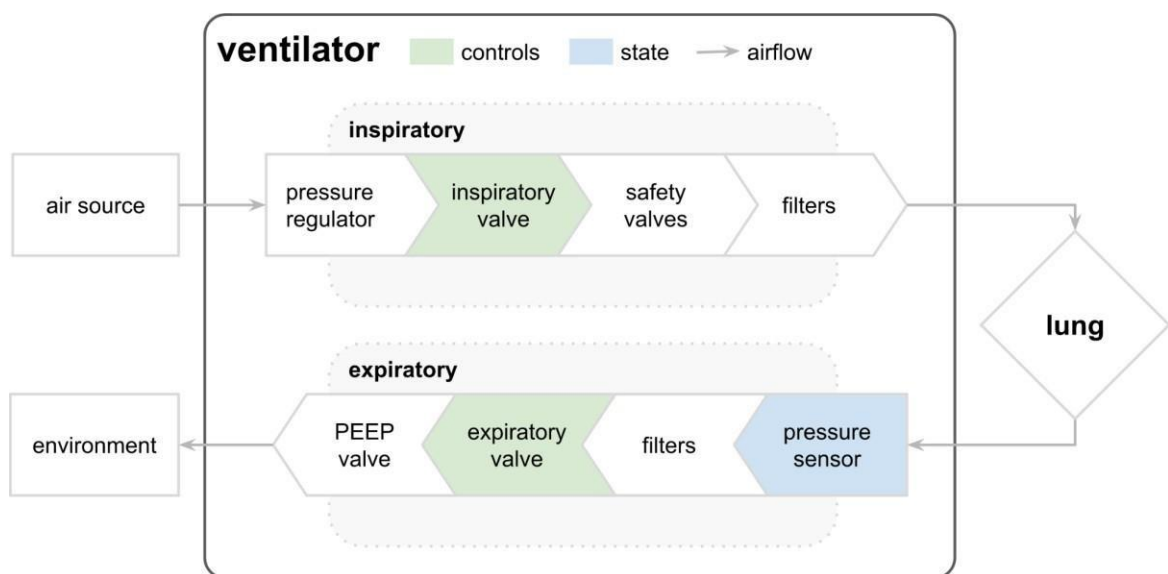 ventilator controls state airflow
inspiratory
air source
pressure
regulator
inspiratory
valve
safety
valves
filters
lung
expiratory
environment
PEEP
valve
expiratory
valve
filters
pressure
sensor